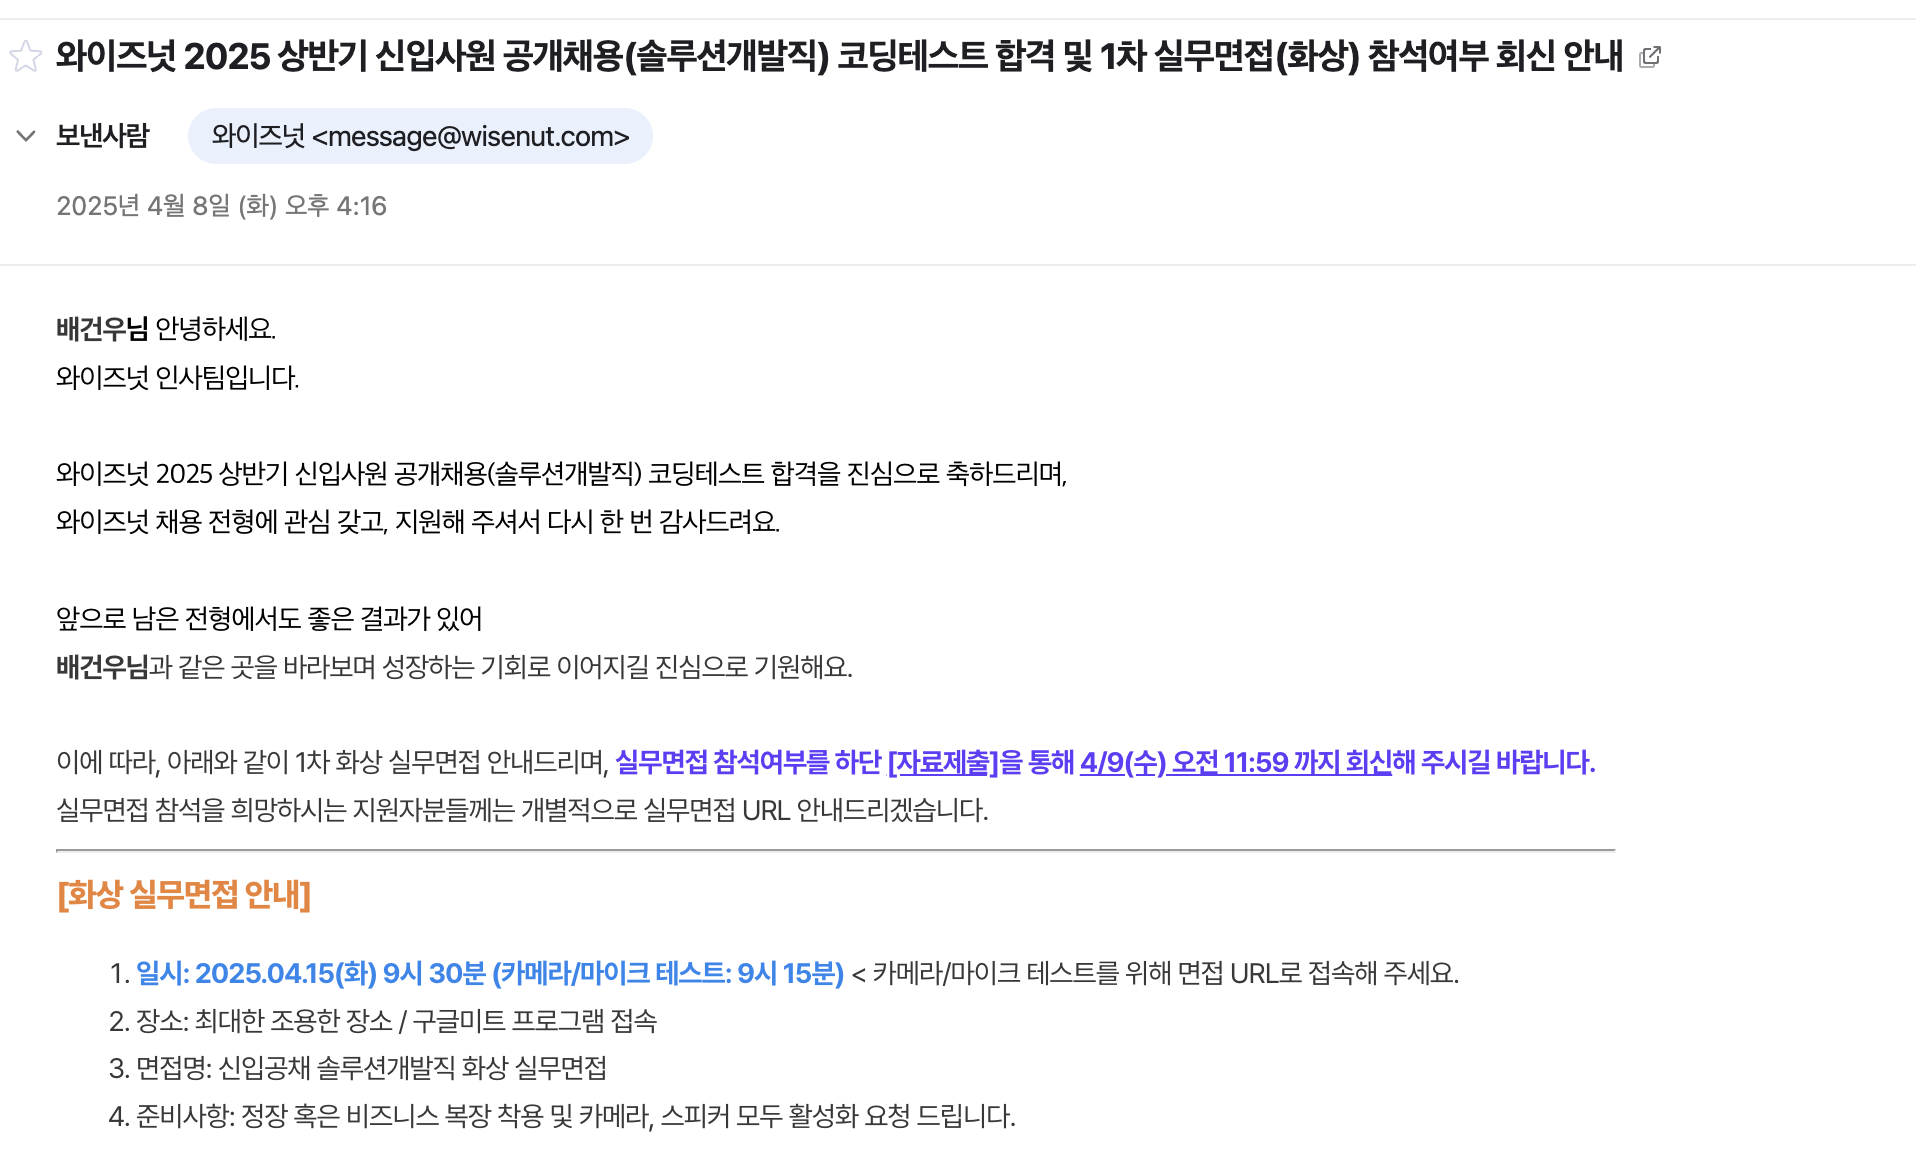 와이즈넛 2025 상반기 신입사원 공개채용(솔루션개발직) 코딩테스트 합격 및 1차 실무면접(화상) 참석여부 회신 안내
보낸사람 와이즈넛 <message@wisenut.com>
2025년 4월 8일 (화) 오후 4:16
배건우님 안녕하세요.
와이즈넛 인사팀입니다.
와이즈넛 2025 상반기 신입사원 공개채용(솔루션개발직) 코딩테스트 합격을 진심으로 축하드리며,
와이즈넛 채용 전형에 관심 갖고, 지원해 주셔서 다시 한 번 감사드려요.
앞으로 남은 전형에서도 좋은 결과가 있어
배건우님과 같은 곳을 바라보며 성장하는 기회로 이어지길 진심으로 기원해요.
이에 따라, 아래와 같이 1차 화상 실무면접 안내드리며, 실무면접 참석여부를 하단 [자료제출]을 통해 4/9(수) 오전 11:59 까지 회신해 주시길 바랍니다.
실무면접 참석을 희망하시는 지원자분들께는 개별적으로 실무면접 URL 안내드리겠습니다.
[화상 실무면접 안내]
1. 일시: 2025.04.15(화) 9시 30분 (카메라/마이크 테스트: 9시 15분) < 카메라/마이크 테스트를 위해 면접 URL로 접속해 주세요.
2. 장소: 최대한 조용한 장소 / 구글미트 프로그램 접속
3. 면접명: 신입공채 솔루션개발직 화상 실무면접
4. 준비사항: 정장 혹은 비즈니스 복장 착용 및 카메라, 스피커 모두 활성화 요청 드립니다.